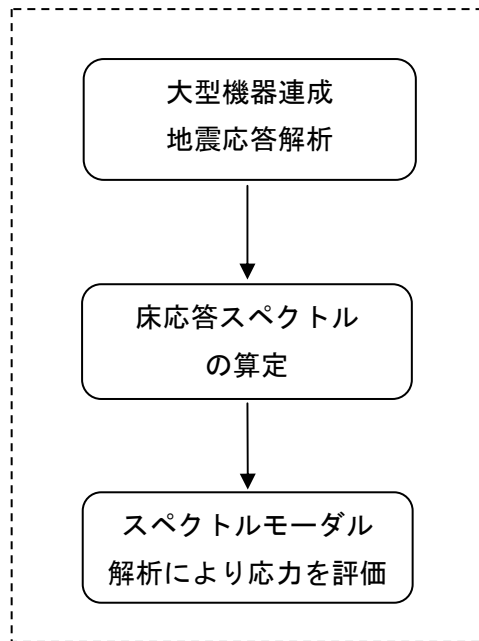 大型機器連成
地震応答解析
床応答スペクトル
の算定
スペクトルモーダル
解析により応力を評価